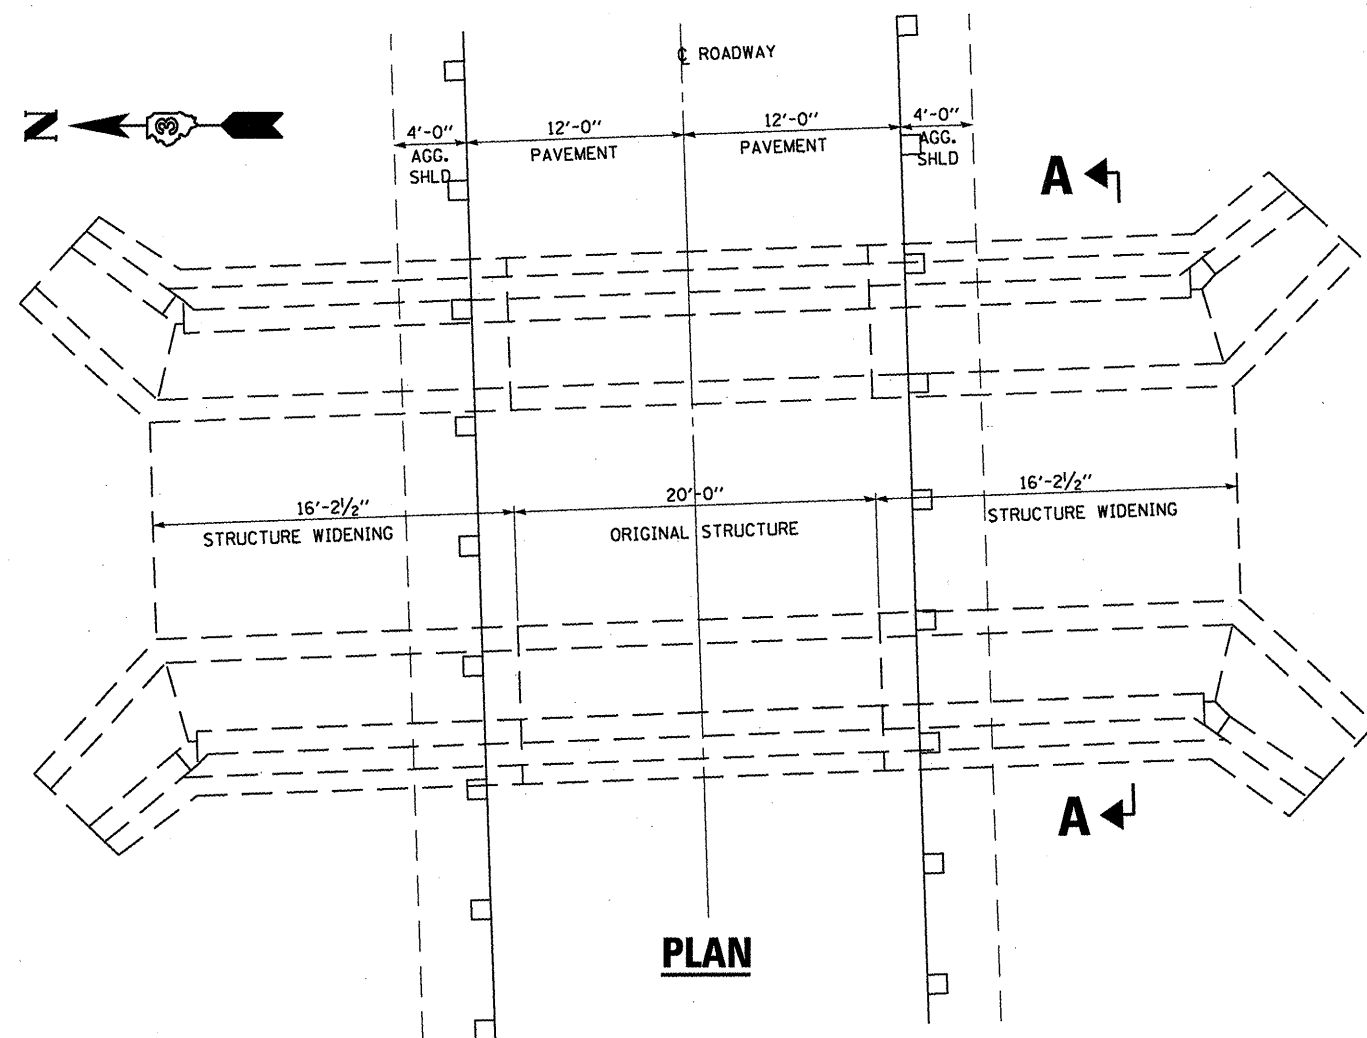 ℄ ROADWAY
N
3
4'-0"
AGG.
SHLD
12'-0"
PAVEMENT
12'-0"
PAVEMENT
4'-0"
AGG.
SHLD
A
16'-2½"
STRUCTURE WIDENING
20'-0"
ORIGINAL STRUCTURE
16'-2½"
STRUCTURE WIDENING
A
PLAN